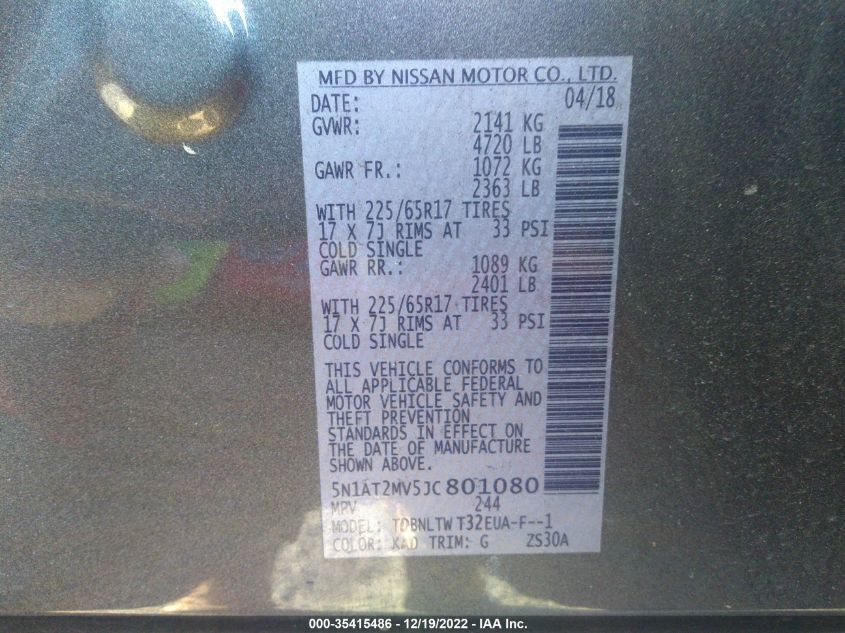 MFD BY NISSAN MOTOR CO., LTD.
DATE: 04/18
GVWR: 2141 KG
4720 LB
GAWR FR.: 1072 KG
2363 LB
WITH 225/65R17 TIRES
17 X 7J RIMS AT 33 PSI
COLD SINGLE
GAWR RR.: 1089 KG
2401 LB
WITH 225/65R17 TIRES
17 X 7J RIMS AT 33 PSI
COLD SINGLE
THIS VEHICLE CONFORMS TO
ALL APPLICABLE FEDERAL
MOTOR VEHICLE SAFETY AND
THEFT PREVENTION
STANDARDS IN EFFECT ON
THE DATE OF MANUFACTURE
SHOWN ABOVE.
5N1AT2MV5JC801080
MPV 244
MODEL: TDBNLTW T32EUA-F--1
COLOR: KAD TRIM: G ZS30A
000-35415486 - 12/19/2022 - IAA Inc.